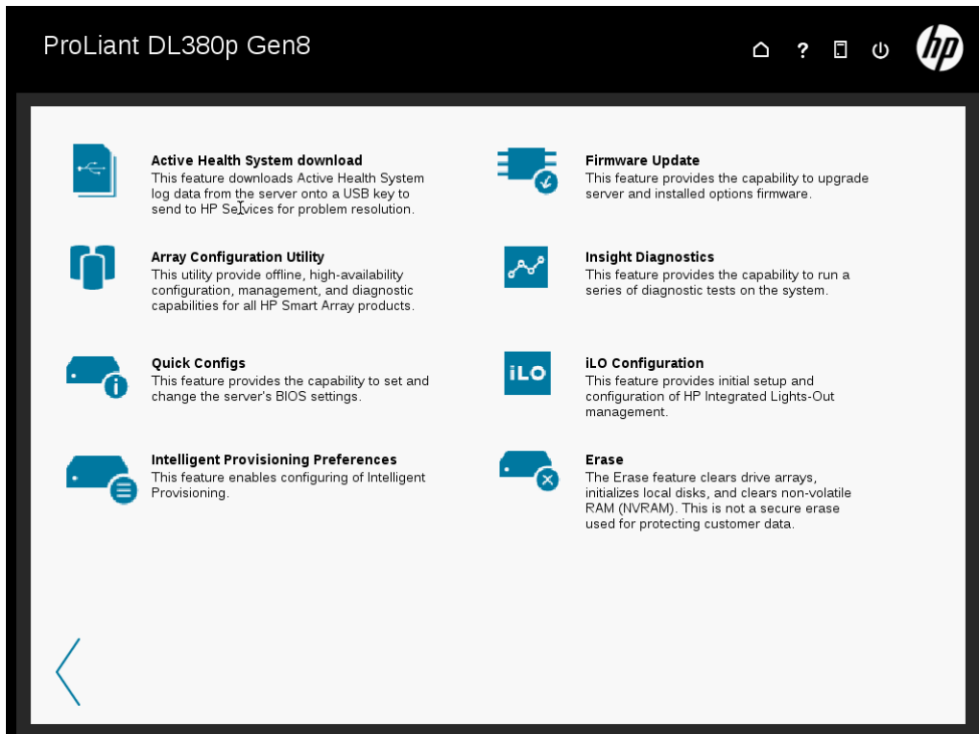 ProLiant DL380p Gen8
?
hp
Active Health System download
This feature downloads Active Health System
log data from the server onto a USB key to
send to HP Services for problem resolution.
Firmware Update
This feature provides the capability to upgrade
server and installed options firmware.
Array Configuration Utility
This utility provide offline, high-availability
configuration, management, and diagnostic
capabilities for all HP Smart Array products.
Insight Diagnostics
This feature provides the capability to run a
series of diagnostic tests on the system.
Quick Configs
This feature provides the capability to set and
change the server's BIOS settings.
iLO
iLO Configuration
This feature provides initial setup and
configuration of HP Integrated Lights-Out
management.
Intelligent Provisioning Preferences
This feature enables configuring of Intelligent
Provisioning.
Erase
The Erase feature clears drive arrays,
initializes local disks, and clears non-volatile
RAM (NVRAM). This is not a secure erase
used for protecting customer data.